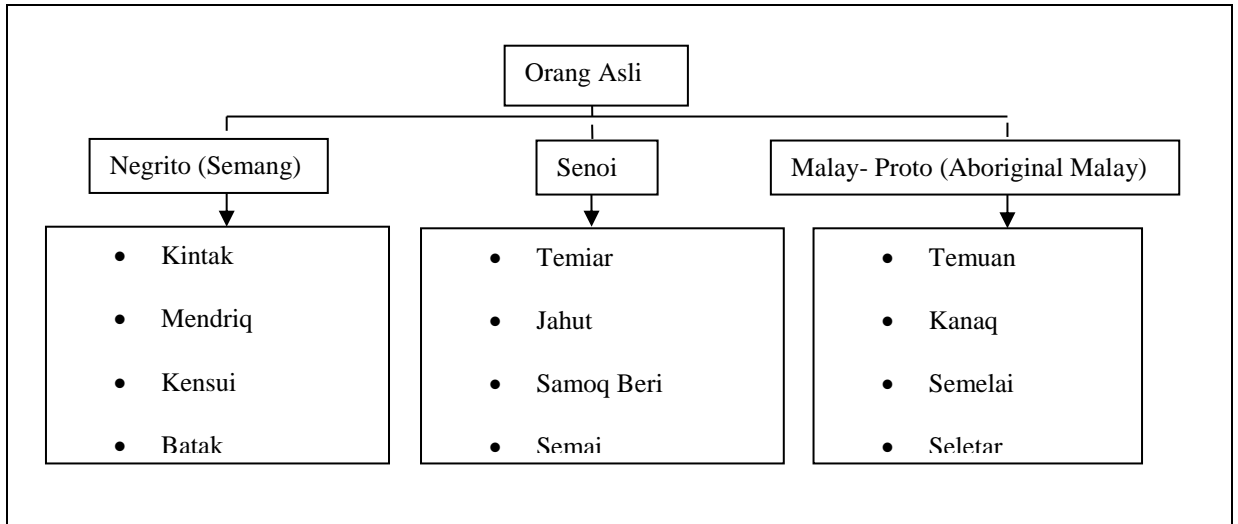 Orang Asli
Negrito (Semang)
Senoi
Malay- Proto (Aboriginal Malay)
• Kintak
• Mendriq
• Kensui
• Batak
• Temiar
• Jahut
• Samoq Beri
• Semai
• Temuan
• Kanaq
• Semelai
• Seletar